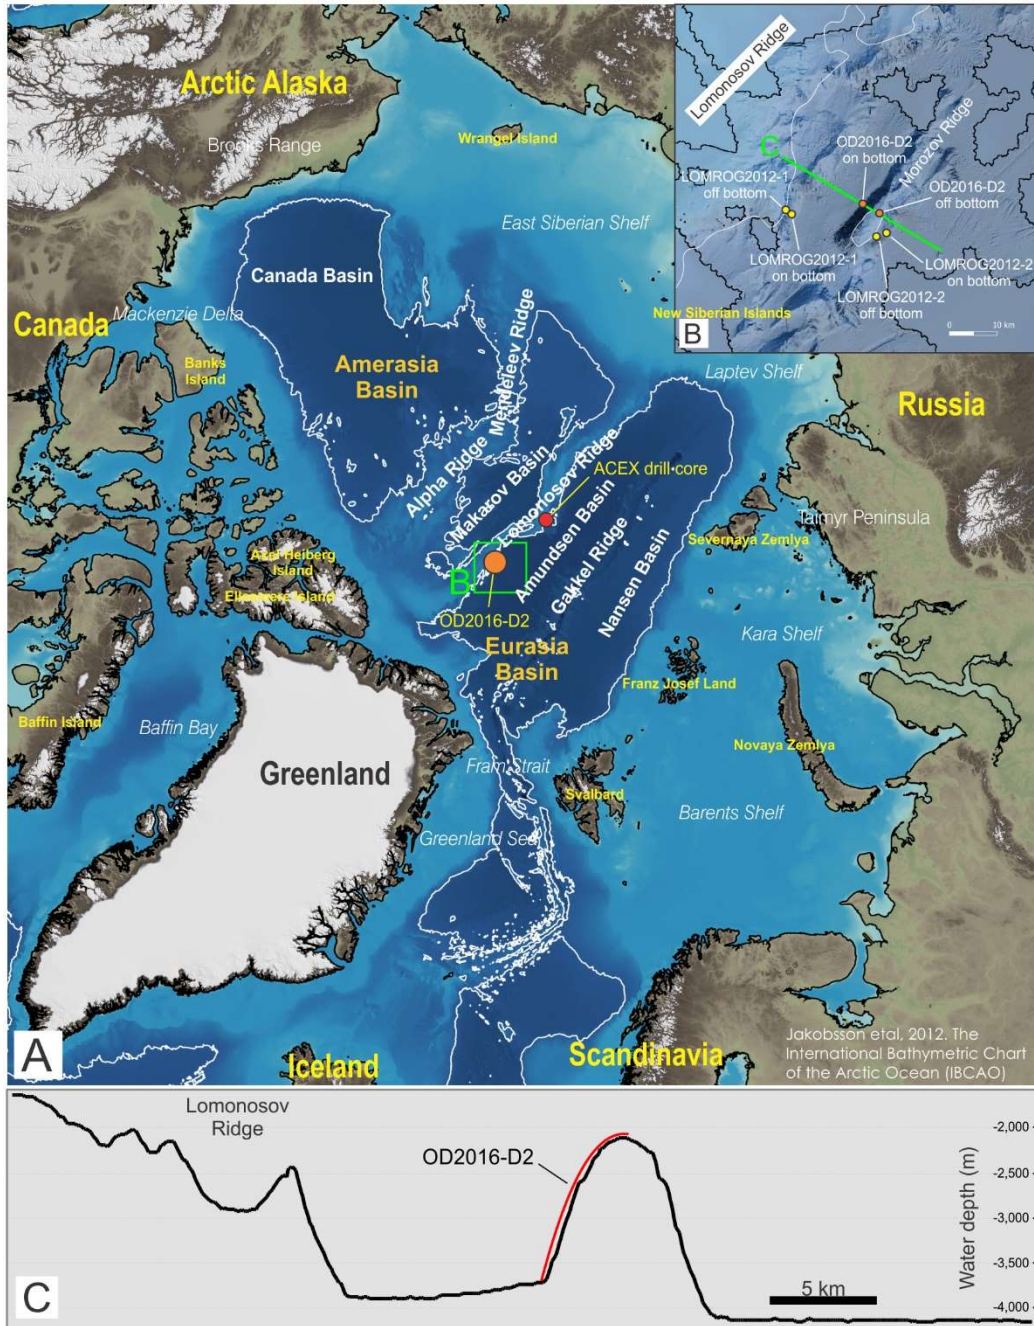 Arctic Alaska
Brooks Range
Wrangel Island
East Siberian Shelf
Canada Basin
Mackenzie Delta
Canada
Banks
Island
Amerasia
Basin
Mendeleev Ridge
Alpha Ridge
Makarov Basin
Lomonosov Ridge
ACEX drill core
Laptev Shelf
Russia
Taimyr Peninsula
Severnaya Zemlya
Amundsen Basin
Gakkel Ridge
Nansen Basin
B
OD2016-D2
Axel Heiberg
Island
Ellesmere Island
Eurasia
Basin
Kara Shelf
Franz Josef Land
Novaya Zemlya
Baffin Island
Baffin Bay
Greenland
Fram Strait
Svalbard
Barents Shelf
Greenland Sea
Iceland
Scandinavia
Jakobsson etal, 2012. The
International Bathymetric Chart
of the Arctic Ocean (IBCAO)
A
Lomonosov Ridge
Morozov Ridge
C
OD2016-D2
on bottom
LOMROG2012-1
off bottom
OD2016-D2
off bottom
LOMROG2012-1
on bottom
LOMROG2012-2
on bottom
LOMROG2012-2
off bottom
New Siberian Islands
0 10 km
B
Lomonosov
Ridge
OD2016-D2
-2,000
-2,500
-3,000
-3,500
-4,000
Water depth (m)
5 km
C